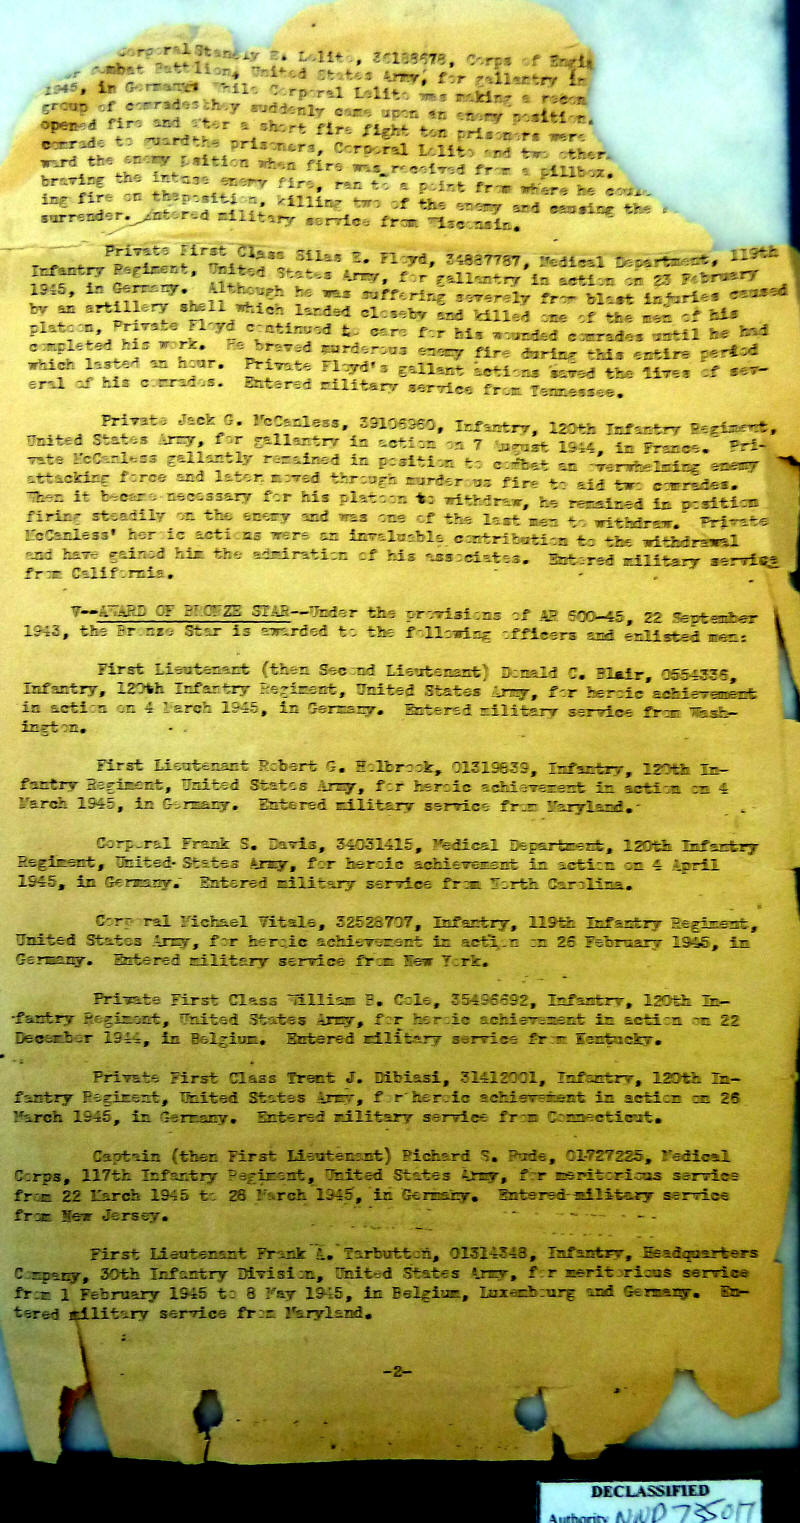 Corporal Stanley E. Lolito, 36188678, Corps of Engi
Combat Battlion, United States Army, for gallantry in
1945, in Germany. While Corporal Lolito was making a recon
group of comrades they suddenly came upon an enemy position.
opened fire and after a short fire fight ten prisoners were
comrade to guardthe prisoners, Corporal Lolito and two other
ward the enemy psition when fire was received from a pillbox.
braving the intese enemy fire, ran to a point from where he
ing fire on theposition, killing two of the enemy and causing the
surrender. Entered military service from Wisconsin.
Private First Class Silas E. Floyd, 34887787, Medical Department, 119th
Infantry Regiment, United States Army, for gallantry in action on 23 February
1945, in Germany. Although he was suffering severely from blast injuries caused
by an artillery shell which landed closeby and killed one of the men of his
platoon, Private Floyd continued to care for his wounded comrades until he had
completed his work. He braved murderous enemy fire during this entire period
which lasted an hour. Private Floyd's gallant actions saved the lives of sev-
eral of his comrades. Entered military service from Tennessee.
Private Jack G. McCanless, 39106960, Infantry, 120th Infantry Regiment,
United States Army, for gallantry in action on 7 August 1944, in France. Pri-
vate McCanless gallantly remained in position to combat an overwhelming enemy
attacking force and later moved through murderous fire to aid two comrades.
When it became necessary for his platoon to withdraw, he remained in position
firing steadily on the enemy and was one of the last men to withdraw. Private
McCanless' heroic actions were an invaluable contribution to the withdrawal
and have gained him the admiration of his associates. Entered military service
from California.
V--AWARD OF BRONZE STAR--Under the provisions of AR 600-45, 22 September
1943, the Bronze Star is awarded to the following officers and enlisted men:
First Lieutenant (then Second Lieutenant) Donald C. Blair, 0554336,
Infantry, 120th Infantry Regiment, United States Army, for heroic achievement
in action on 4 March 1945, in Germany. Entered military service from Wash-
ington.
First Lieutenant Robert G. Holbrook, 01319839, Infantry, 120th In-
fantry Regiment, United States Army, for heroic achievement in action on 4
March 1945, in Germany. Entered military service from Maryland.
Corporal Frank S. Davis, 34031415, Medical Department, 120th Infantry
Regiment, United States Army, for heroic achievement in action on 4 April
1945, in Germany. Entered military service from North Carolina.
Corporal Michael Vitale, 32528707, Infantry, 119th Infantry Regiment,
United States Army, for heroic achievement in action on 26 February 1945, in
Germany. Entered military service from New York.
Private First Class William B. Cole, 35496692, Infantry, 120th In-
fantry Regiment, United States Army, for heroic achievement in action on 22
December 1944, in Belgium. Entered military service from Kentucky.
Private First Class Trent J. Dibiasi, 31412001, Infantry, 120th In-
fantry Regiment, United States Army, for heroic achievement in action on 26
March 1945, in Germany. Entered military service from Connecticut.
Captain (then First Lieutenant) Richard S. Rude, 01727225, Medical
Corps, 117th Infantry Regiment, United States Army, for meritorious service
from 22 March 1945 to 28 March 1945, in Germany. Entered military service
from New Jersey.
First Lieutenant Frank A. Tarbutton, 01314348, Infantry, Headquarters
Company, 30th Infantry Division, United States Army, for meritorious service
from 1 February 1945 to 8 May 1945, in Belgium, Luxembourg and Germany. En-
tered military service from Maryland.
-2-
DECLASSIFIED
Authority NND 735017